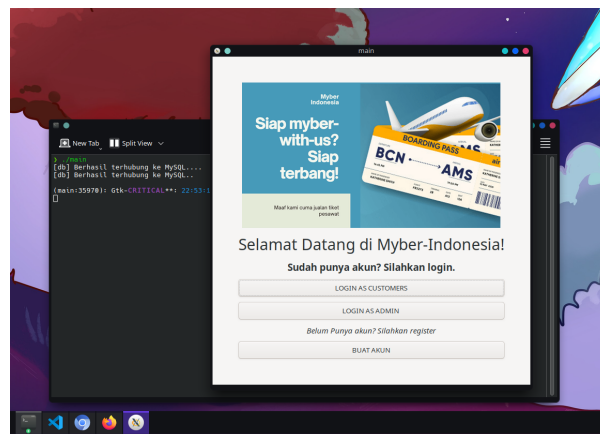 main
New Tab
Split View
❯ ./main
[db] Berhasil terhubung ke MySQL....
[db] Berhasil terhubung ke MySQL..
(main:35970): Gtk-CRITICAL**: 22:53:1
Myber
Indonesia
Siap myber-
with-us?
Siap
terbang!
Maaf kami cuma jualan tiket
pesawat
BOARDING PASS
BCN
AMS
AMS
Selamat Datang di Myber-Indonesia!
Sudah punya akun? Silahkan login.
LOGIN AS CUSTOMERS
LOGIN AS ADMIN
Belum Punya akun? Silahkan register
BUAT AKUN